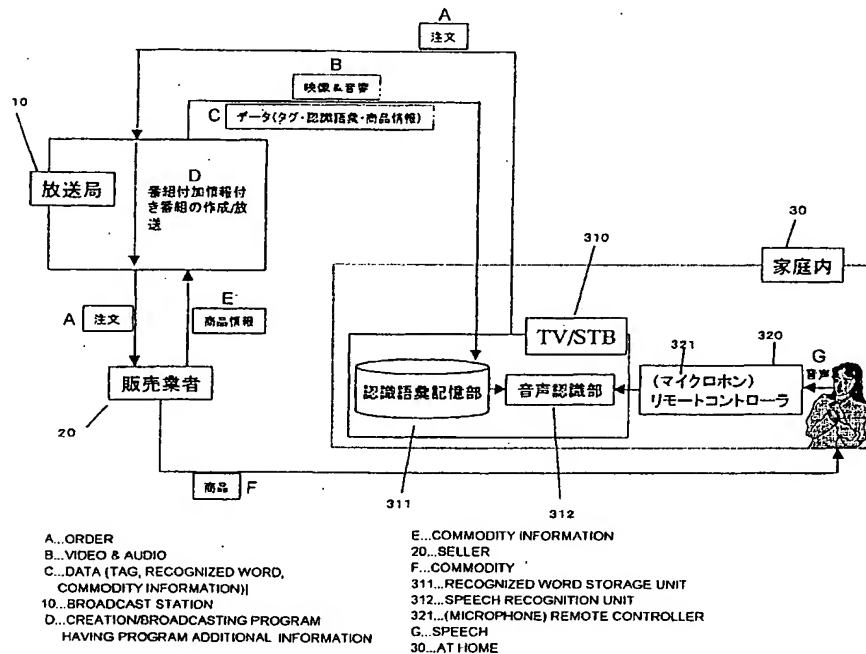 A
注文
B
映像&音響
C データ(タグ・認識語彙・商品情報)
10
放送局
D
番組付加情報付
き番組の作成/放
送
30
家庭内
310
TV/STB
E
A 注文
商品情報
321
320
G
音声
(マイクロホン)
リモートコントローラ
認識語彙記憶部
音声認識部
販売業者
20
商品 F
311
312
A...ORDER
B...VIDEO & AUDIO
C...DATA (TAG, RECOGNIZED WORD,
COMMODITY INFORMATION)|
10...BROADCAST STATION
D...CREATION/BROADCASTING PROGRAM
HAVING PROGRAM ADDITIONAL INFORMATION
E...COMMODITY INFORMATION
20...SELLER
F...COMMODITY
311...RECOGNIZED WORD STORAGE UNIT
312...SPEECH RECOGNITION UNIT
321...(MICROPHONE) REMOTE CONTROLLER
G...SPEECH
30...AT HOME